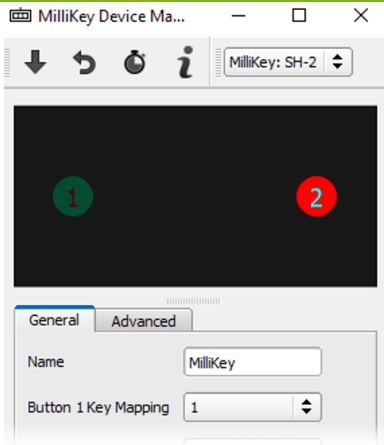 MilliKey Device Ma...
MilliKey: SH-2
1 2
General Advanced
Name MilliKey
Button 1 Key Mapping 1